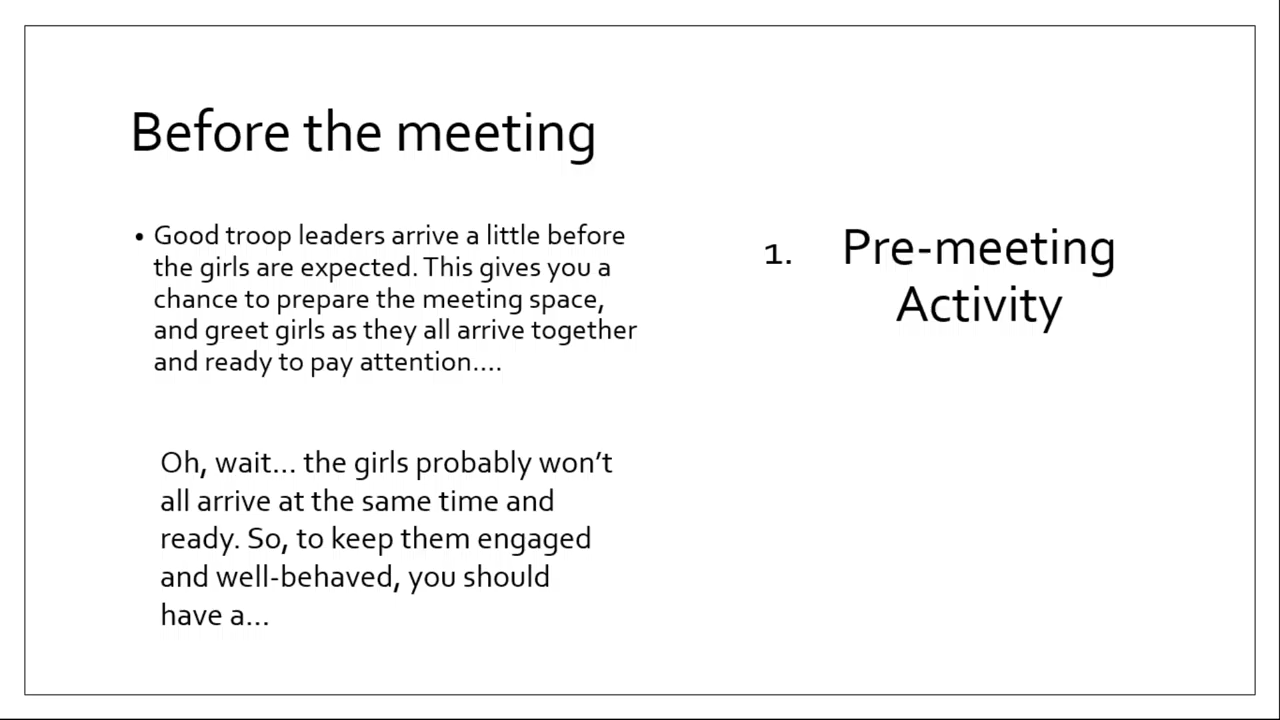 Before the meeting
• Good troop leaders arrive a little before
the girls are expected. This gives you a
chance to prepare the meeting space,
and greet girls as they all arrive together
and ready to pay attention....
Oh, wait... the girls probably won’t
all arrive at the same time and
ready. So, to keep them engaged
and well-behaved, you should
have a...
1. Pre-meeting
Activity